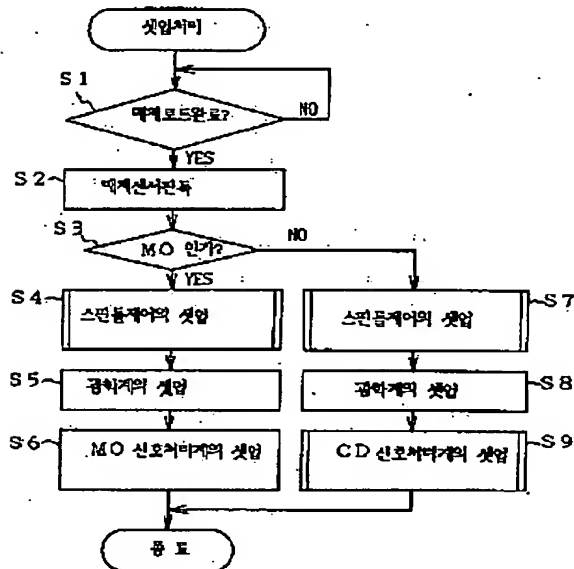 셋업처리
S1
매체로드완료?
NO
YES
S2
매체센서판독
S3
MO 인가?
NO
YES
S4
스핀들제어의 셋업
스핀들제어의 셋업
S7
S5
광학계의 셋업
광학계의 셋업
S8
S6
MO 신호처리계의 셋업
CD 신호처리계의 셋업
S9
종료